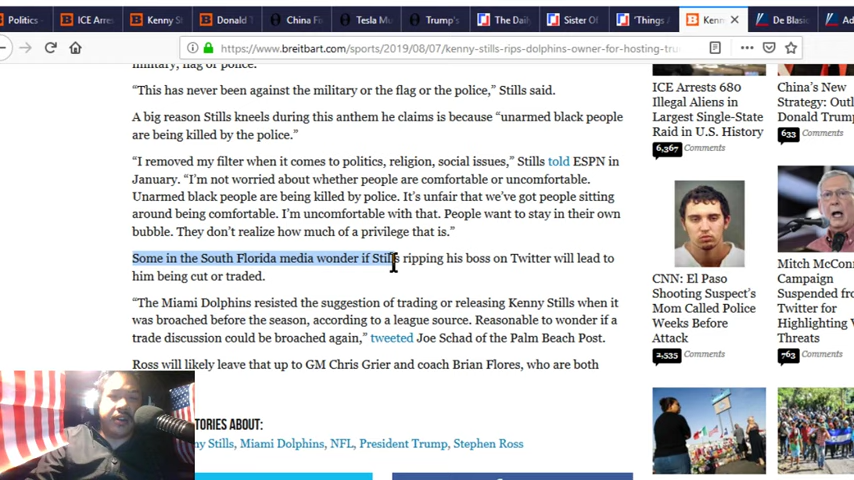 Politics -
ICE Arres
Kenny St
Donald T
China Fi
Tesla Mu
Trump's
The Daily
Sister Of
'Things A
Kenny
De Blasio
Ad
https://www.breitbart.com/sports/2019/08/07/kenny-stills-rips-dolphins-owner-for-hosting-tru
military, flag or police.
“This has never been against the military or the flag or the police,” Stills said.
A big reason Stills kneels during this anthem he claims is because “unarmed black people
are being killed by the police.”
“I removed my filter when it comes to politics, religion, social issues,” Stills told ESPN in
January. “I'm not worried about whether people are comfortable or uncomfortable.
Unarmed black people are being killed by police. It's unfair that we've got people sitting
around being comfortable. I'm uncomfortable with that. People want to stay in their own
bubble. They don't realize how much of a privilege that is.”
Some in the South Florida media wonder if Stills ripping his boss on Twitter will lead to
him being cut or traded.
“The Miami Dolphins resisted the suggestion of trading or releasing Kenny Stills when it
was broached before the season, according to a league source. Reasonable to wonder if a
trade discussion could be broached again,” tweeted Joe Schad of the Palm Beach Post.
Ross will likely leave that up to GM Chris Grier and coach Brian Flores, who are both
TORIES ABOUT:
ny Stills, Miami Dolphins, NFL, President Trump, Stephen Ross
ICE Arrests 680
Illegal Aliens in
Largest Single-State
Raid in U.S. History
6,367 Comments
CNN: El Paso
Shooting Suspect's
Mom Called Police
Weeks Before
Attack
2,535 Comments
China's New
Strategy: Outl
Donald Trump
633 Comments
Mitch McConn
Campaign
Suspended fro
Twitter for
Highlighting V
Threats
763 Comments